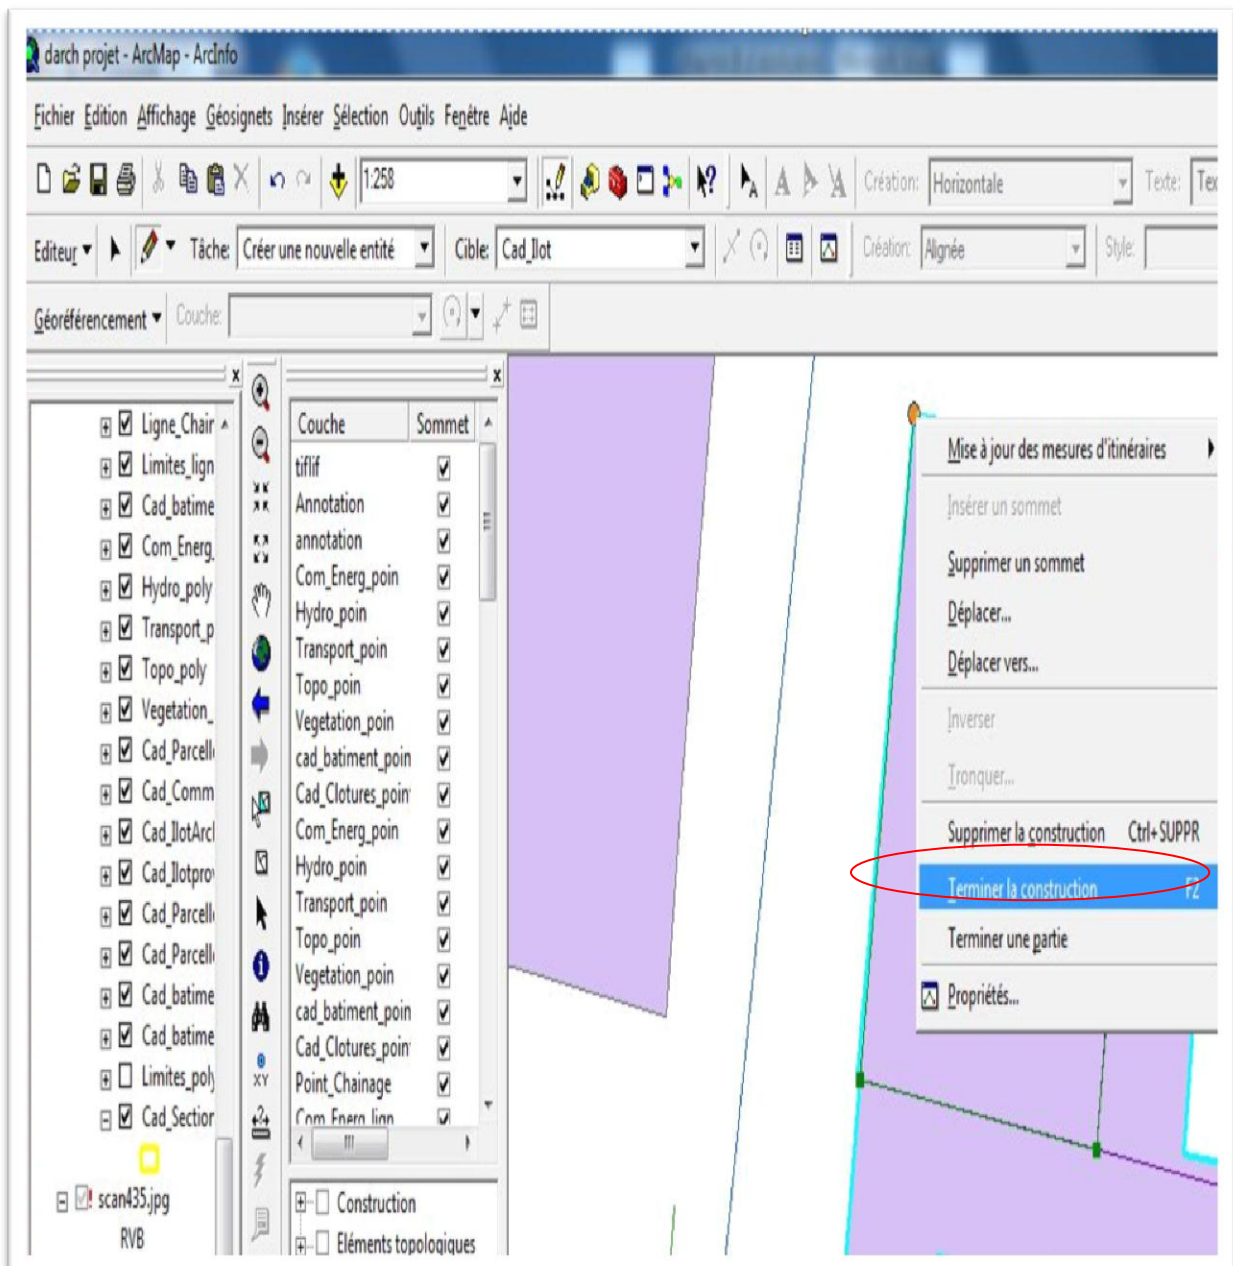 darch projet - ArcMap - ArcInfo
Fichier Edition Affichage Géosignets Insérer Sélection Outils Fenêtre Aide
1:258 Création: Horizontale Texte: Tex
Editeur Tâche: Créer une nouvelle entité Cible: Cad_Ilot Création: Alignée Style:
Géoréférencement Couche:
Ligne_Chair
Limites_lign
Cad_batime
Com_Energ_
Hydro_poly
Transport_p
Topo_poly
Vegetation_
Cad_Parcell
Cad_Comm
Cad_IlotArcl
Cad_Ilotpro
Cad_Parcell
Cad_Parcell
Cad_batime
Cad_batime
Limites_poly
Cad_Section
scan435.jpg
RVB
XY
Couche Sommet
tiflif
Annotation
annotation
Com_Energ_poin
Hydro_poin
Transport_poin
Topo_poin
Vegetation_poin
cad_batiment_poin
Cad_Clotures_poin
Com_Energ_poin
Hydro_poin
Transport_poin
Topo_poin
Vegetation_poin
cad_batiment_poin
Cad_Clotures_poin
Point_Chainage
Com_Energ_lign
Construction
Eléments topologiques
Mise à jour des mesures d'itinéraires
Insérer un sommet
Supprimer un sommet
Déplacer...
Déplacer vers...
Inverser
Tronquer...
Supprimer la construction Ctrl+SUPPR
Terminer la construction F2
Terminer une partie
Propriétés...